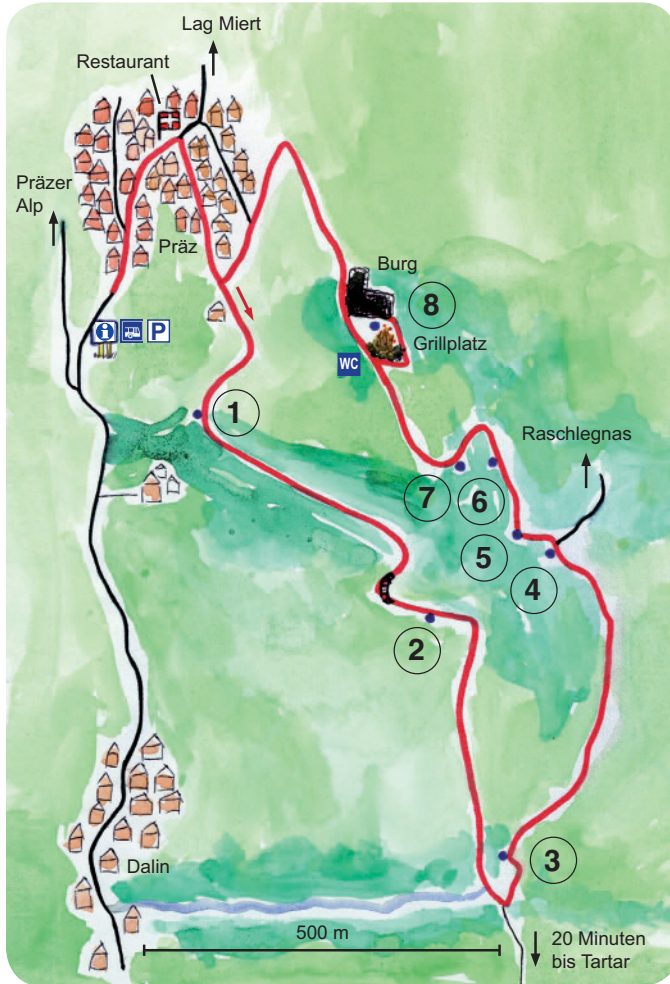 Lag Miert
Restaurant
Präzer
Alp
Präz
Burg
8
Grillplatz
i
P
WC
1
Raschlegnas
7
6
5
4
2
3
Dalin
500 m
20 Minuten
bis Tartar